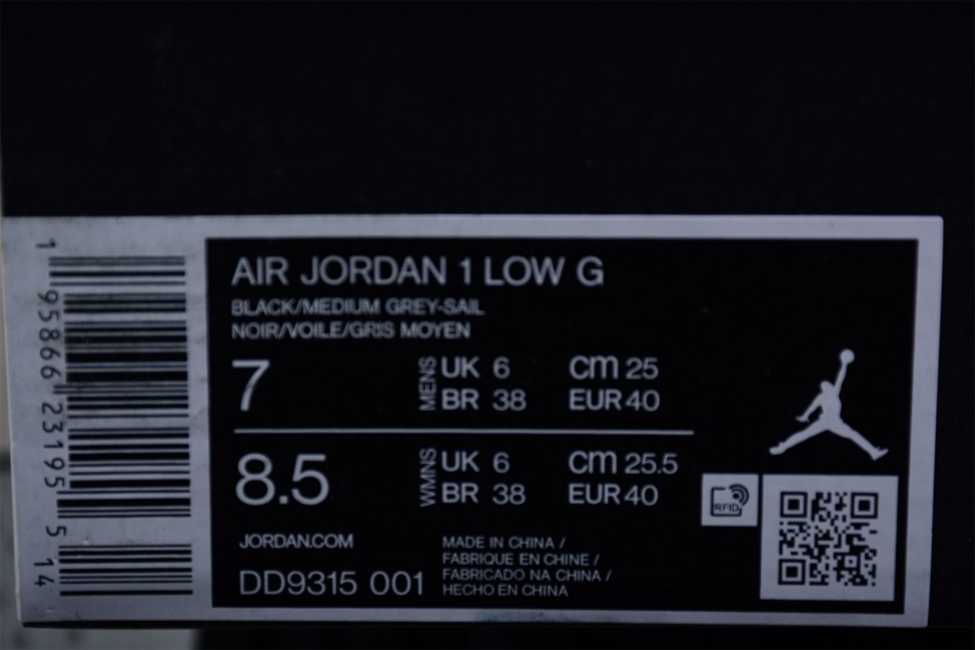 AIR JORDAN 1 LOW G
BLACK/MEDIUM GREY-SAIL
NOIR/VOILE/GRIS MOYEN
7 MENS UK 6 cm 25
BR 38 EUR 40
8.5 WMNS UK 6 cm 25.5
BR 38 EUR 40
RFID
JORDAN.COM
DD9315 001
MADE IN CHINA /
FABRIQUE EN CHINE /
FABRICADO NA CHINA /
HECHO EN CHINA
1 95866 23195 5 14